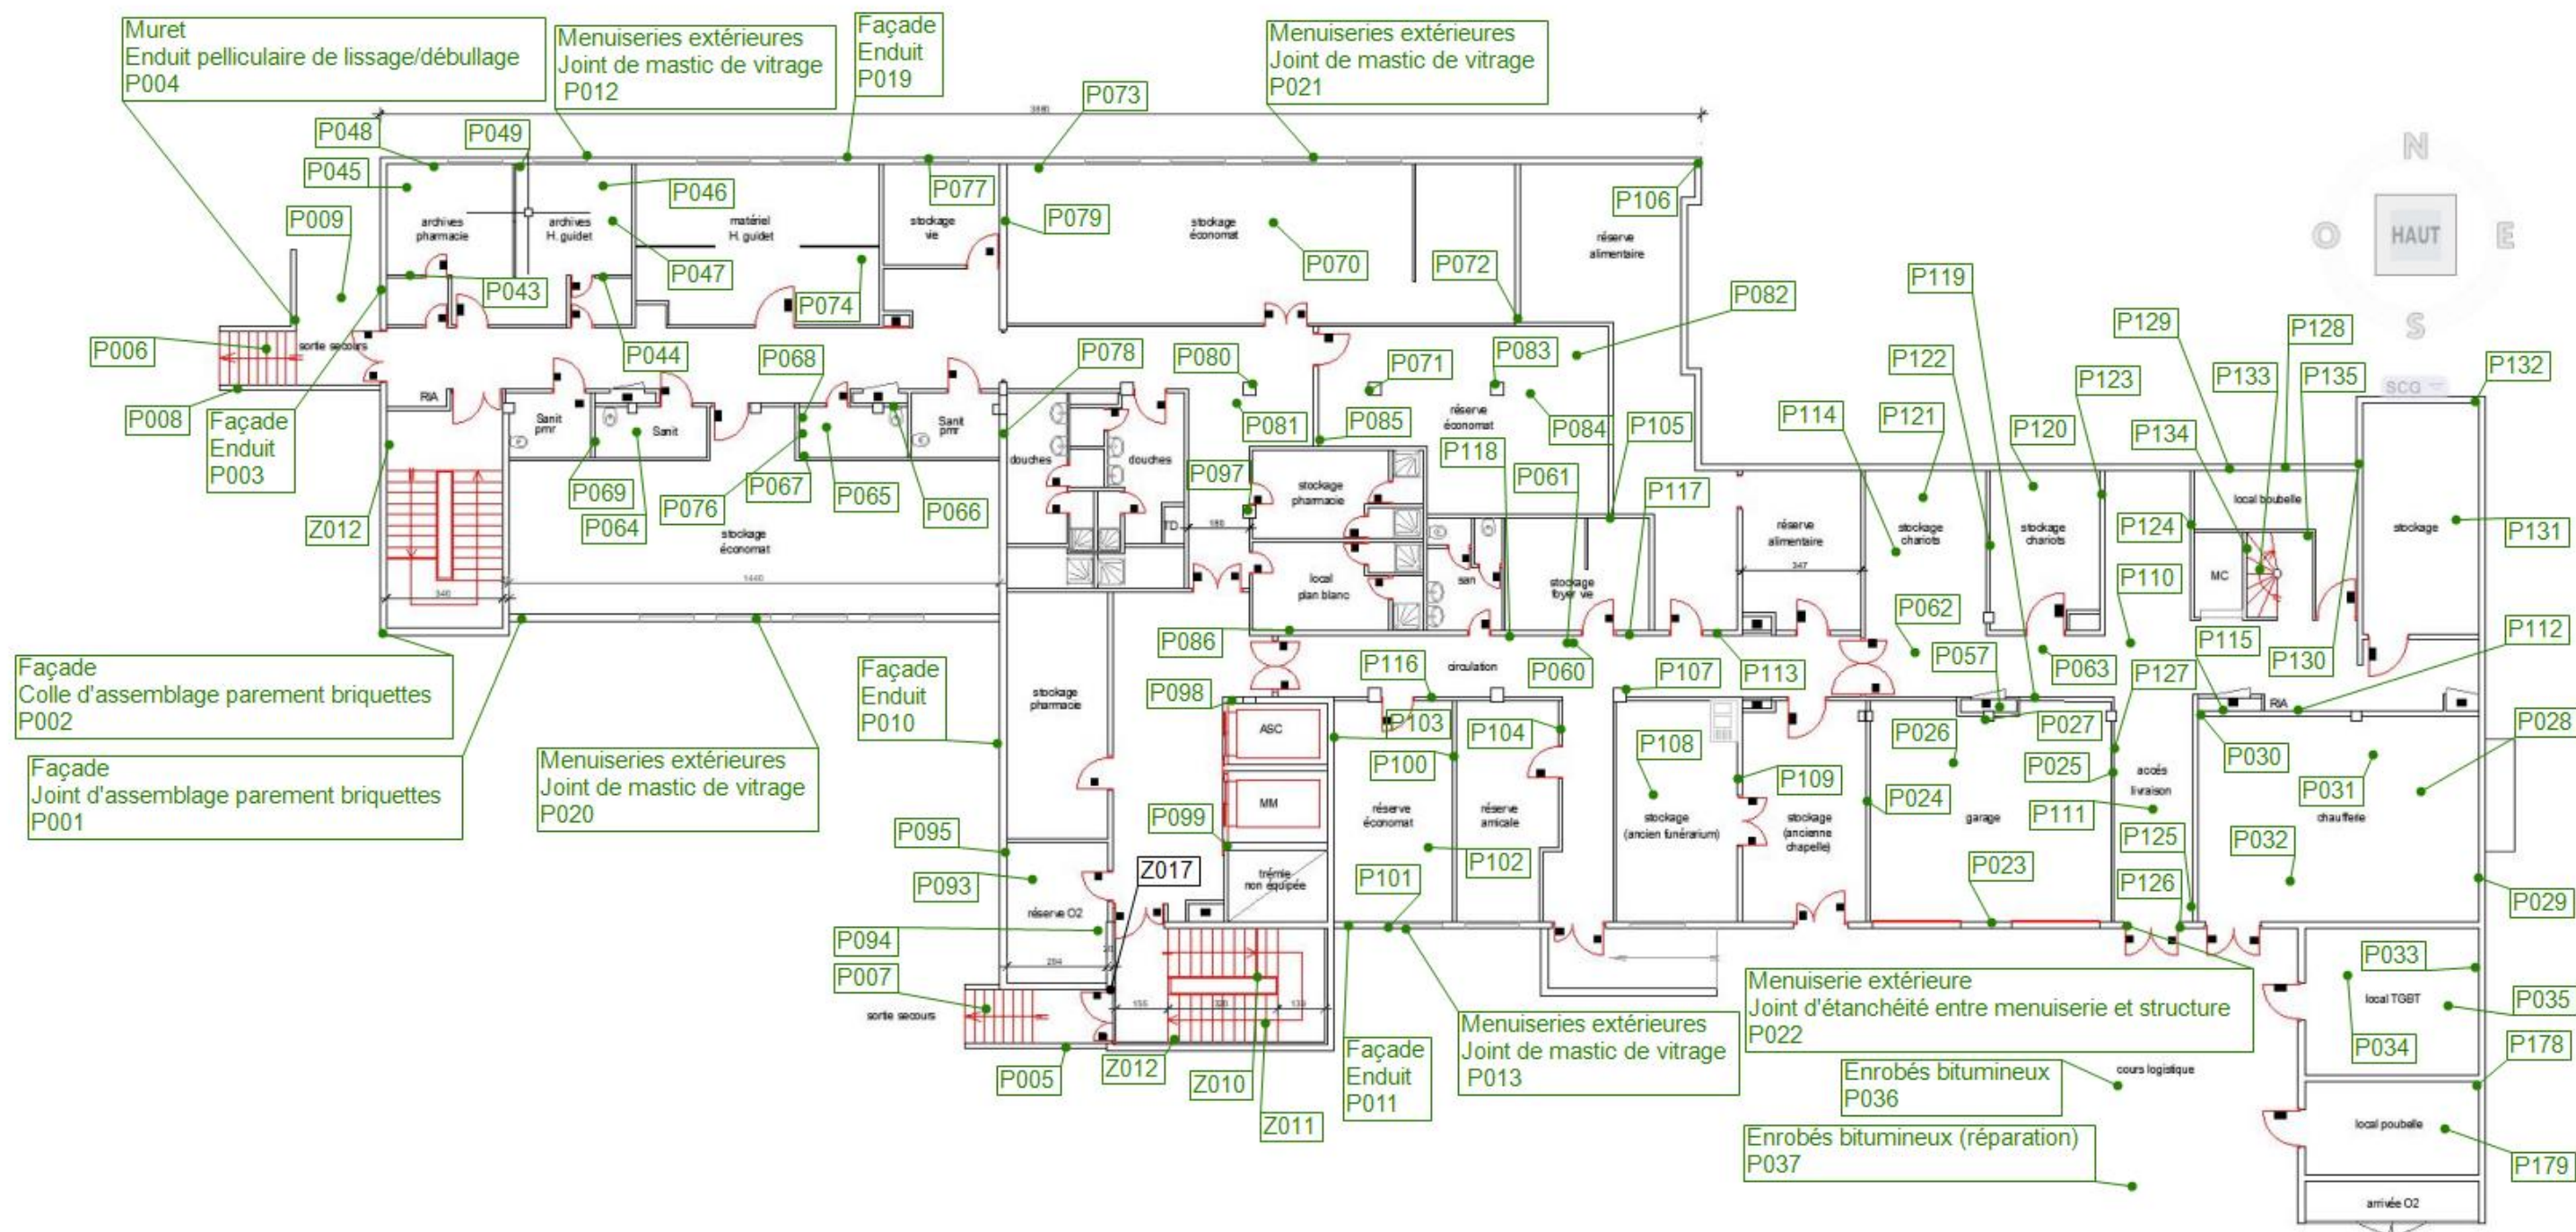 Muret
Enduit pelliculaire de lissage/débullage
P004
Menuiseries extérieures
Joint de mastic de vitrage
P012
Façade
Enduit
P019
Menuiseries extérieures
Joint de mastic de vitrage
P021
P073
3880
P048
P049
P045
P046
P077
P106
P009
archives
pharmacie
archives
H. guidet
matériel
H. guidet
stockage
vie
P079
stockage
économat
réserve
alimentaire
P047
P070
P072
P043
P074
P082
P119
N
O
HAUT
E
S
SCG
P006
sortie secours
P044
P068
P078
P080
P071
P083
P122
P129
P128
P132
P008
RIA
P123
P133
P135
Façade
Enduit
P003
Sanit
pmr
Sanit
Sanit
pmr
P081
P085
réserve
économat
P084
P105
P114
P121
P120
P134
douches
douches
P118
P097
P069
P067
P065
P066
P076
P064
P061
P117
stockage
pharmacie
local boubelle
Z012
stockage
économat
TD
180
réserve
alimentaire
stockage
chariots
stockage
chariots
P124
stockage
P131
1440
340
local
plan blanc
san
stockage
foyer vie
347
MC
P110
P062
P086
P115
P112
Façade
Colle d'assemblage parement briquettes
P002
Façade
Enduit
P010
P116
circulation
P060
P107
P113
P057
P063
P127
P130
stockage
pharmacie
P098
ASC
P103
P104
P108
P026
P027
RIA
P028
Façade
Joint d'assemblage parement briquettes
P001
Menuiseries extérieures
Joint de mastic de vitrage
P020
P100
P109
P025
accés
livraison
P030
P031
MM
P099
réserve
économat
réserve
amicale
stockage
(ancien funérarium)
stockage
(ancienne
chapelle)
P024
garage
P111
chaufferie
P095
P093
Z017
trémie
non équipée
P102
P101
P023
P125
P032
P126
P029
réserve O2
P094
P007
294
155
320
sortie secours
P033
local TGBT
P035
P034
Menuiserie extérieure
Joint d'étanchéité entre menuiserie et structure
P022
Menuiseries extérieures
Joint de mastic de vitrage
P013
Façade
Enduit
P011
P005
Z012
Z010
Z011
P178
cours logistique
Enrobés bitumineux
P036
local poubelle
Enrobés bitumineux (réparation)
P037
P179
arrivée O2